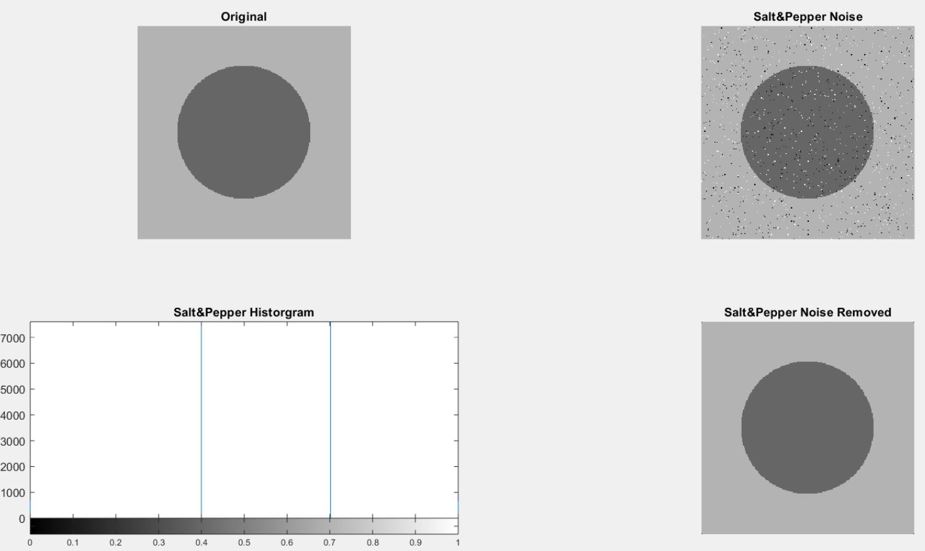 Original
Salt&Pepper Noise
Salt&Pepper Historgram
7000
6000
5000
4000
3000
2000
1000
0
0 0.1 0.2 0.3 0.4 0.5 0.6 0.7 0.8 0.9 1
Salt&Pepper Noise Removed